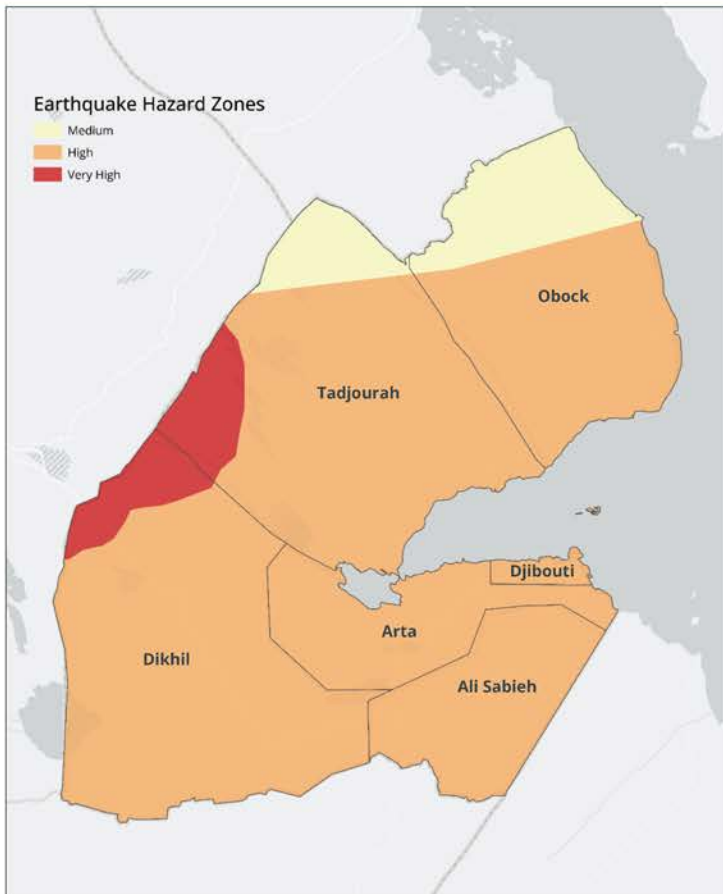 Earthquake Hazard Zones
Medium
High
Very High
Obock
Tadjourah
Djibouti
Arta
Dikhil
Ali Sabieh